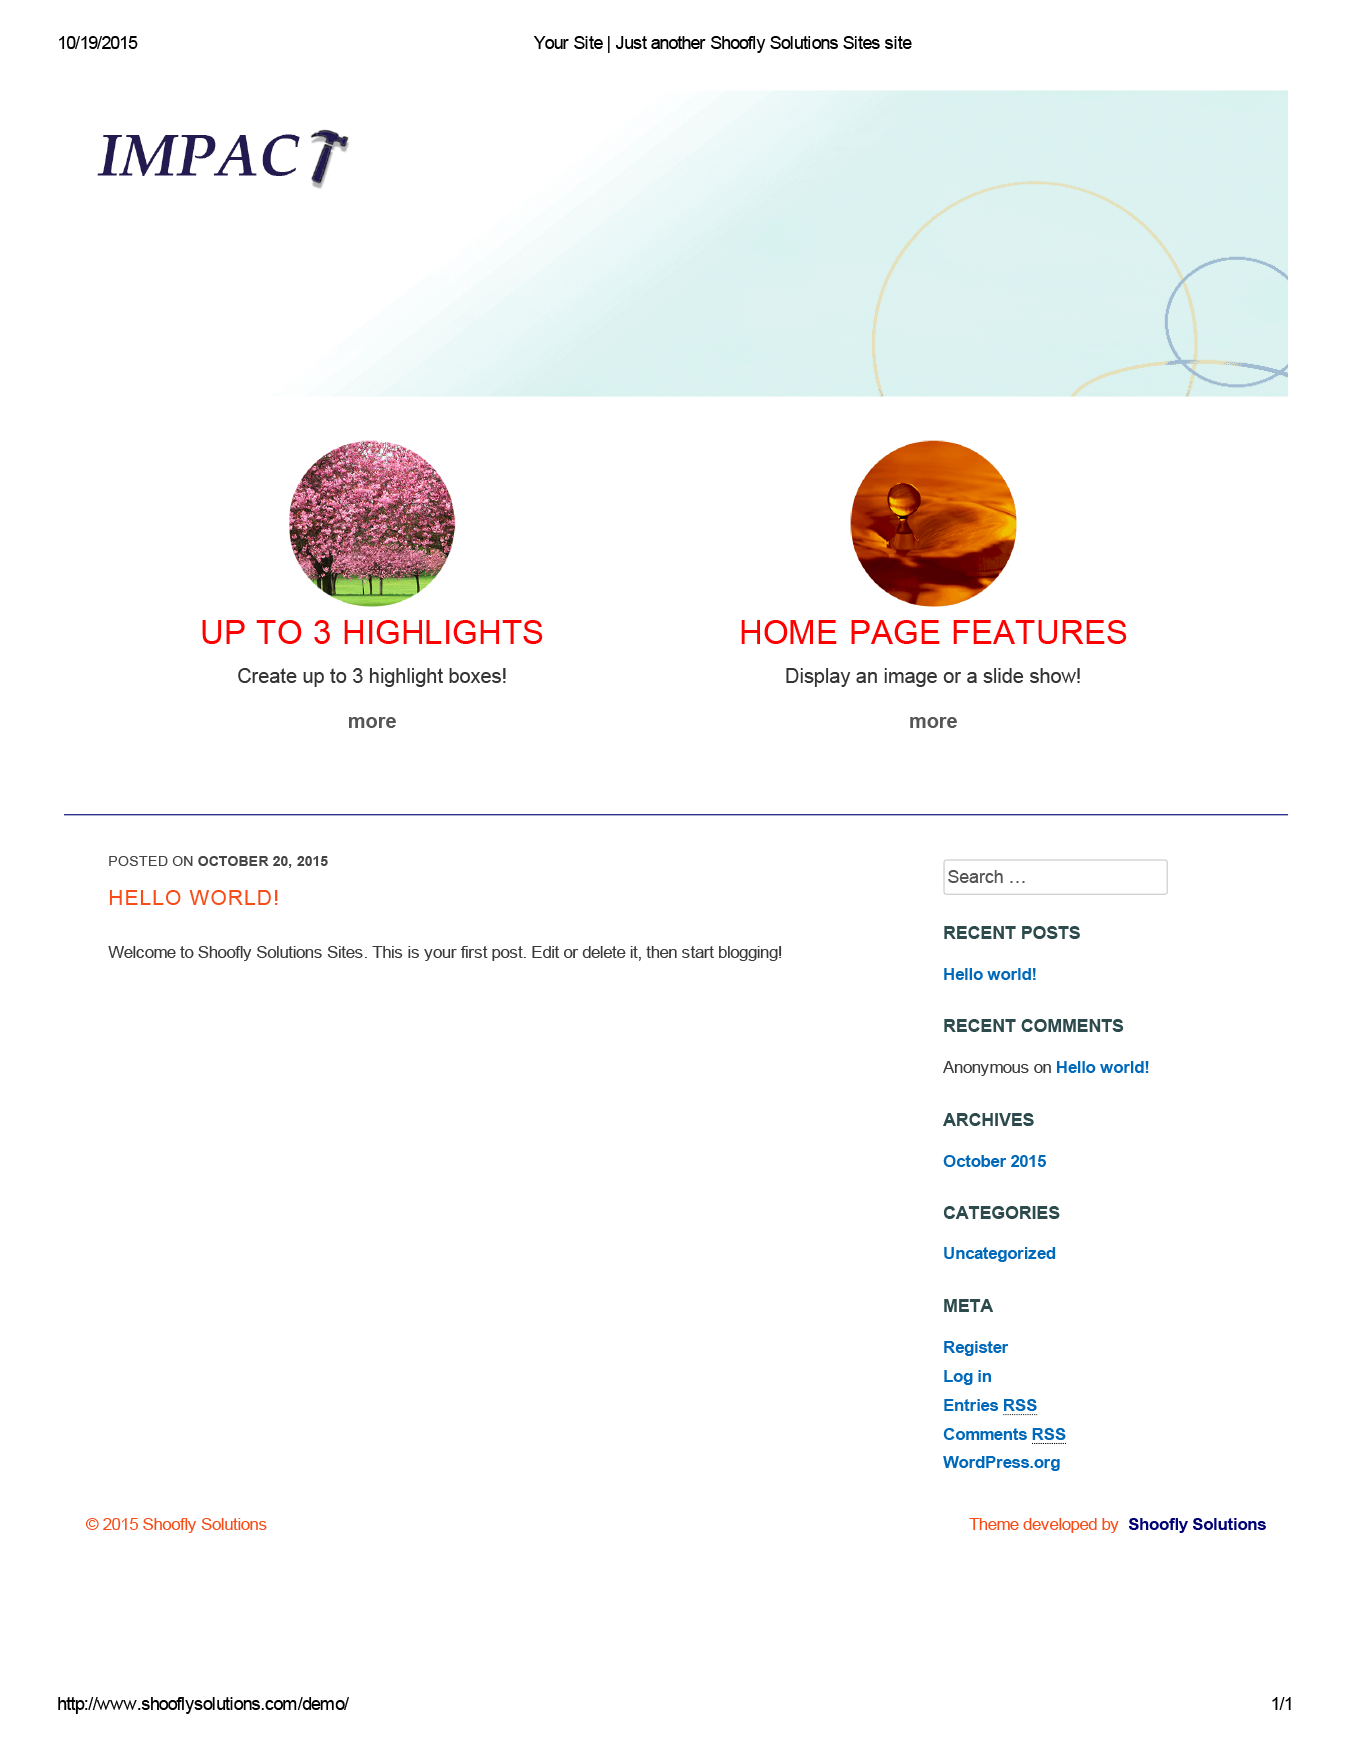 10/19/2015
Your Site | Just another Shoofly Solutions Sites site
IMPACT
UP TO 3 HIGHLIGHTS
Create up to 3 highlight boxes!
more
HOME PAGE FEATURES
Display an image or a slide show!
more
POSTED ON OCTOBER 20, 2015
HELLO WORLD!
Welcome to Shoofly Solutions Sites. This is your first post. Edit or delete it, then start blogging!
Search …
RECENT POSTS
Hello world!
RECENT COMMENTS
Anonymous on Hello world!
ARCHIVES
October 2015
CATEGORIES
Uncategorized
META
Register
Log in
Entries RSS
Comments RSS
WordPress.org
© 2015 Shoofly Solutions
Theme developed by Shoofly Solutions
http://www.shooflysolutions.com/demo/
1/1